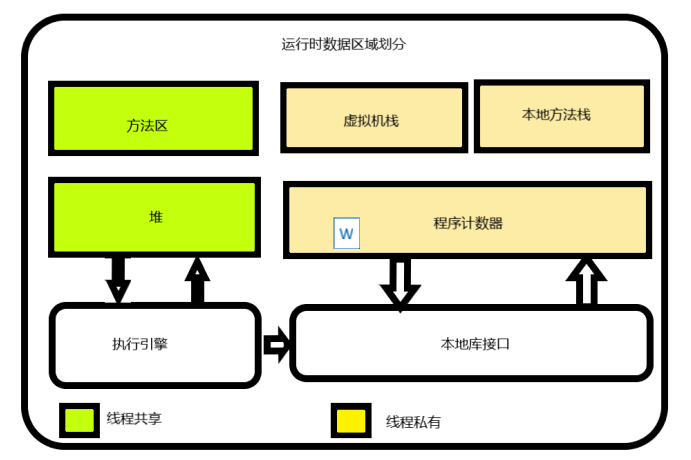 运行时数据区域划分
方法区
虚拟机栈
本地方法栈
堆
程序计数器
W
执行引擎
本地库接口
线程共享
线程私有